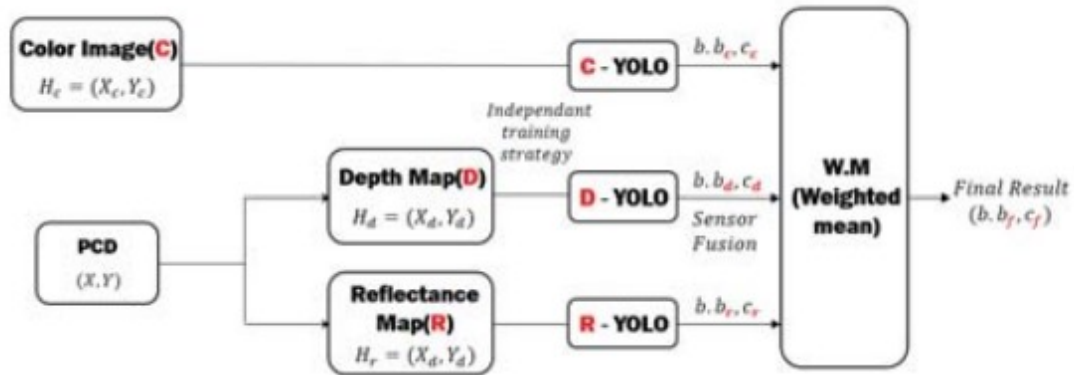 Color Image(C)
H_c = (X_c, Y_c)
C - YOLO
b.b_c, c_c
Independant
training
strategy
Depth Map(D)
H_d = (X_d, Y_d)
D - YOLO
b.b_d, c_d
Sensor
Fusion
PCD
(X,Y)
Reflectance
Map(R)
H_r = (X_d, Y_d)
R - YOLO
b.b_r, c_r
W.M
(Weighted
mean)
Final Result
(b.b_f, c_f)